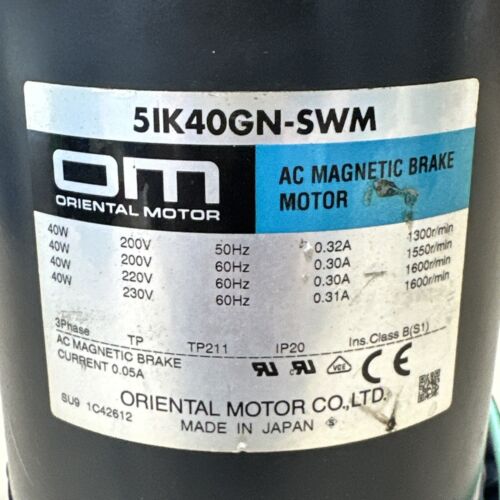 5IK40GN-SWM
OM
ORIENTAL MOTOR
AC MAGNETIC BRAKE
MOTOR
40W 200V 50Hz 0.32A 1300r/min
40W 200V 60Hz 0.30A 1550r/min
40W 220V 60Hz 0.30A 1600r/min
40W 230V 60Hz 0.31A 1600r/min
3Phase TP TP211 IP20 Ins.Class B(S1)
AC MAGNETIC BRAKE
CURRENT 0.05A
SU9 1C42612
ORIENTAL MOTOR CO.,LTD.
MADE IN JAPAN